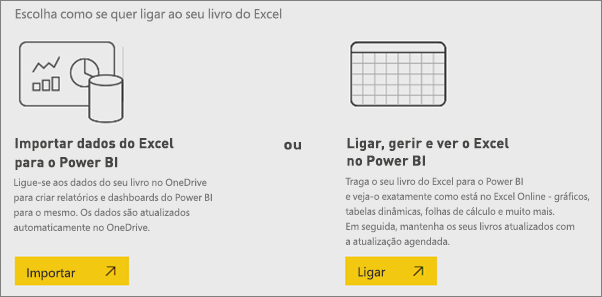 Escolha como se quer ligar ao seu livro do Excel
Importar dados do Excel
para o Power BI
Ligue-se aos dados do seu livro no OneDrive
para criar relatórios e dashboards do Power BI
para o mesmo. Os dados são atualizados
automaticamente no OneDrive.
Importar
ou
Ligar, gerir e ver o Excel
no Power BI
Traga o seu livro do Excel para o Power BI
e veja-o exatamente como está no Excel Online - gráficos,
tabelas dinâmicas, folhas de cálculo e muito mais.
Em seguida, mantenha os seus livros atualizados com
a atualização agendada.
Ligar